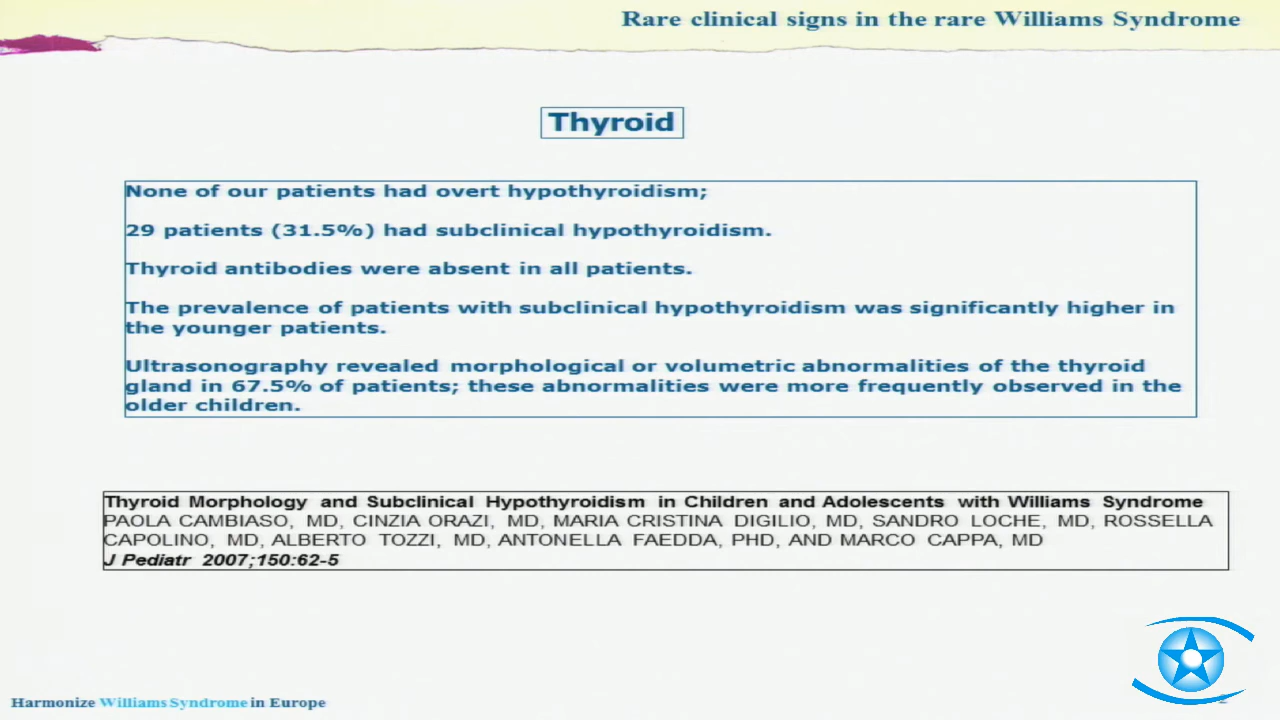 Rare clinical signs in the rare Williams Syndrome
Thyroid
None of our patients had overt hypothyroidism;
29 patients (31.5%) had subclinical hypothyroidism.
Thyroid antibodies were absent in all patients.
The prevalence of patients with subclinical hypothyroidism was significantly higher in
the younger patients.
Ultrasonography revealed morphological or volumetric abnormalities of the thyroid
gland in 67.5% of patients; these abnormalities were more frequently observed in the
older children.
Thyroid Morphology and Subclinical Hypothyroidism in Children and Adolescents with Williams Syndrome
PAOLA CAMBIASO, MD, CINZIA ORAZI, MD, MARIA CRISTINA DIGILIO, MD, SANDRO LOCHE, MD, ROSSELLA
CAPOLINO, MD, ALBERTO TOZZI, MD, ANTONELLA FAEDDA, PHD, AND MARCO CAPPA, MD
J Pediatr 2007;150:62-5
Harmonize Williams Syndrome in Europe